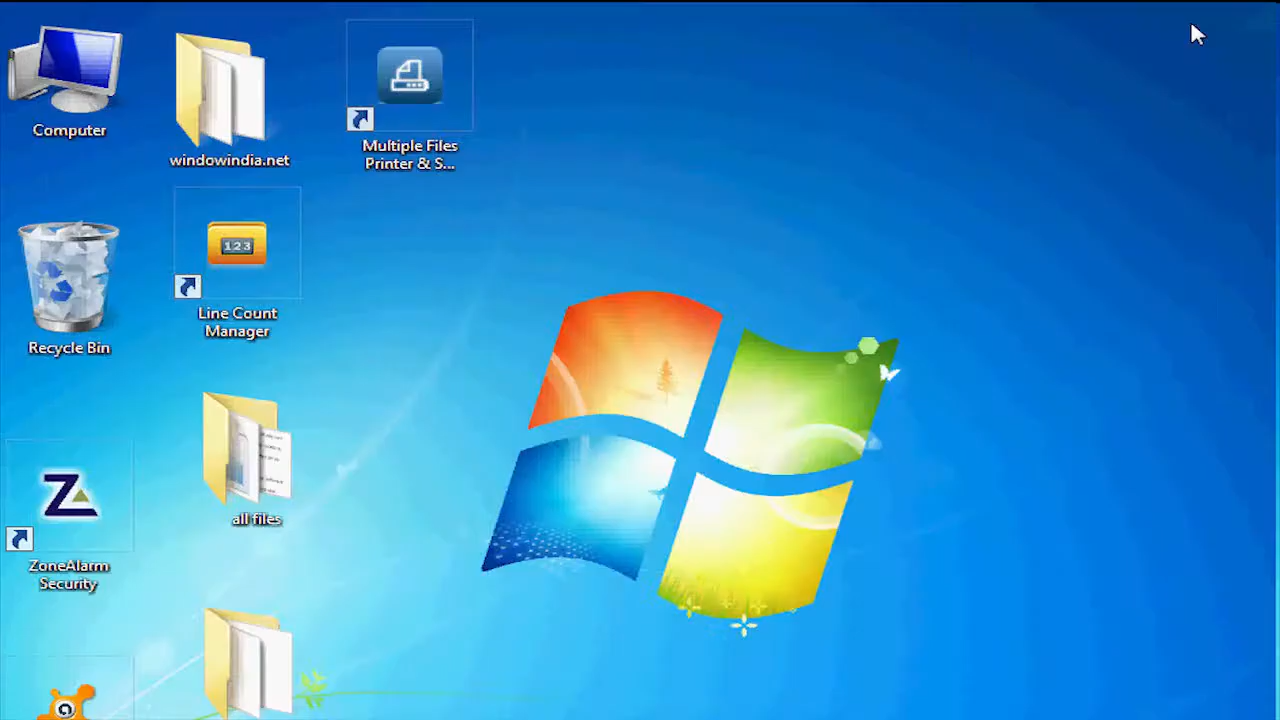 Computer
windowindia.net
Multiple Files
Printer & S...
Recycle Bin
123
Line Count
Manager
all files
ZoneAlarm
Security